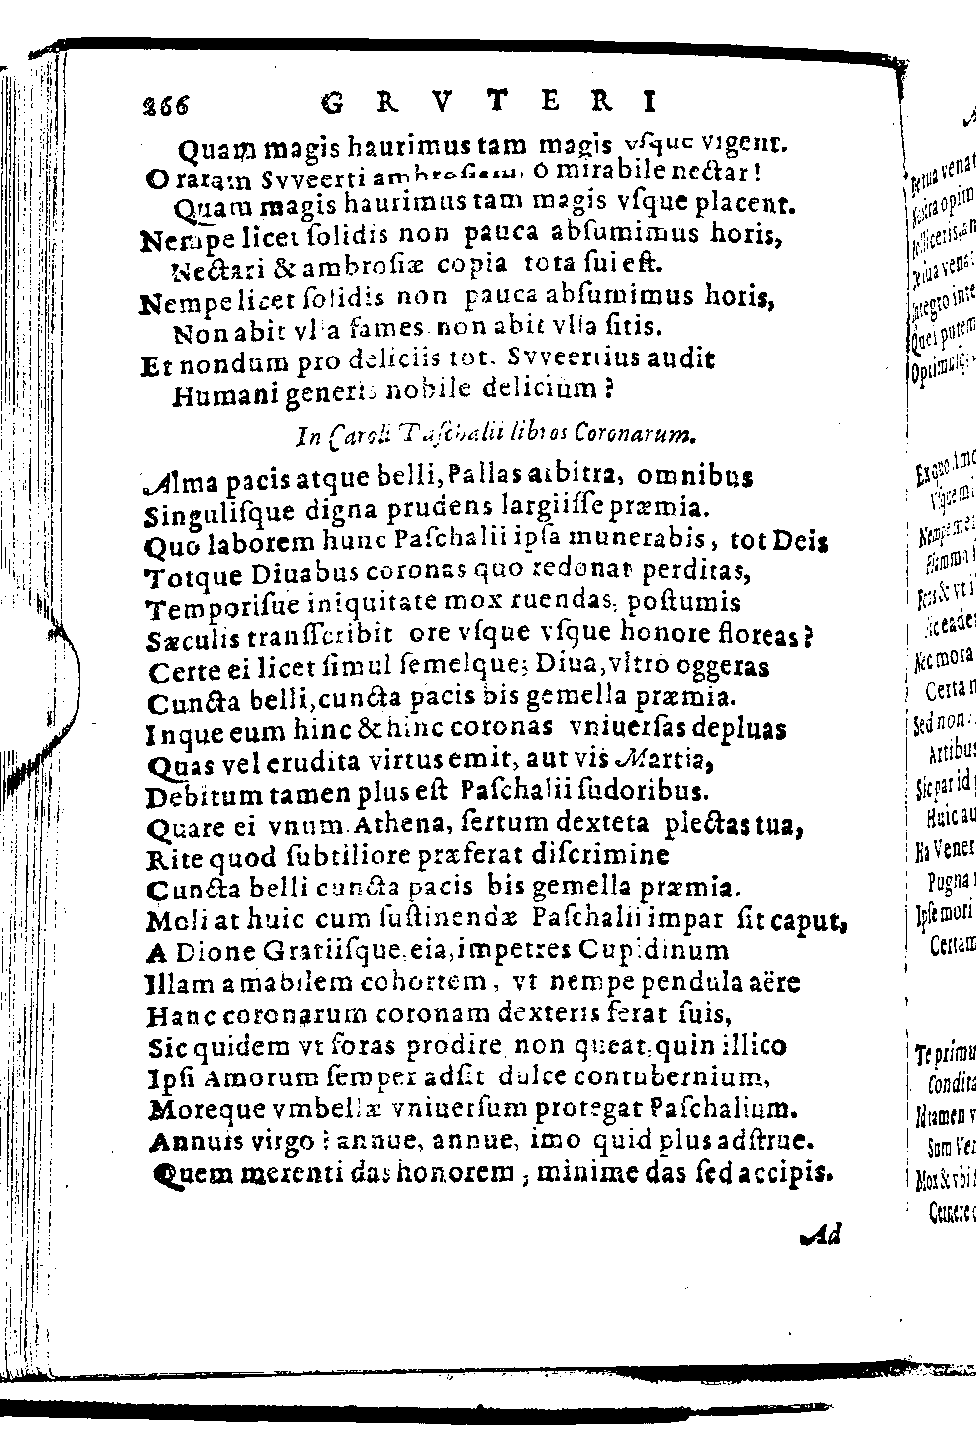 266 GRVTERI
Quam magis haurimus tam magis vſque vigent.
O raram Svveerti ambroſiam, ô mirabile nectar!
Quam magis haurimus tam magis vſque placent.
Nempe licet ſolidis non pauca abſumimus horis,
Nectari & ambroſiæ copia tota ſui eſt.
Nempe licet ſolidis non pauca abſumimus horis,
Non abit vlla fames non abit vlla ſitis.
Et nondum pro deliciis tot. Svveertius audit
Humani generis nobile delicium?
In Caroli Paſchalii libros Coronarum.
Alma pacis atque belli, Pallas arbitra, omnibus
Singuliſque digna prudens largiiſſe præmia.
Quo laborem hunc Paſchalii ipſa munerabis, tot Deis
Totque Diuabus coronas quo redonat perditas,
Temporiſue iniquitate mox ruendas, poſtumis
Sæculis tranſſcribit ore vſque vſque honore floreas?
Certe ei licet ſimul ſemelque; Diua, vltro oggeras
Cuncta belli, cuncta pacis bis gemella præmia.
Inque eum hinc & hinc coronas vniuerſas depluas
Quas vel erudita virtus emit, aut vis Martia,
Debitum tamen plus eſt Paſchalii ſudoribus.
Quare ei vnum. Athena, ſertum dexteta plectas tua,
Rite quod ſubtiliore præferat diſcrimine
Cuncta belli cuncta pacis bis gemella præmia.
Moli at huic cum ſuſtinendæ Paſchalii impar ſit caput,
A Dione Gratiiſque, eia, impetres Cupidinum
Illam amabilem cohortem, vt nempe pendula aëre
Hanc coronarum coronam dexteris ferat ſuis,
Sic quidem vt foras prodire non queat, quin illico
Ipſi Amorum ſemper adſit dulce contubernium,
Moreque vmbellæ vniuerſum protegat Paſchalium.
Annuis virgo? annue, annue, imo quid plus adſtrue.
Quem merenti das honorem; minime das ſed accipis.
Ad